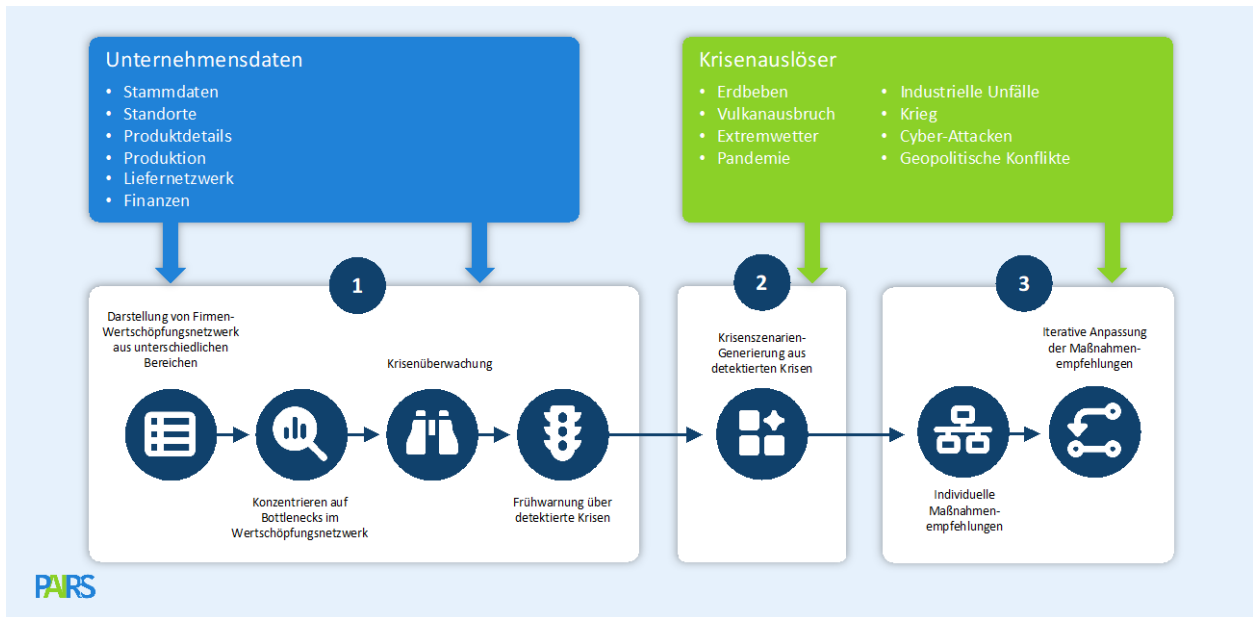 Unternehmensdaten
• Stammdaten
• Standorte
• Produktdetails
• Produktion
• Liefernetzwerk
• Finanzen
Krisenauslöser
• Erdbeben
• Vulkanausbruch
• Extremwetter
• Pandemie
• Industrielle Unfälle
• Krieg
• Cyber-Attacken
• Geopolitische Konflikte
1
Darstellung von Firmen-
Wertschöpfungsnetzwerk
aus unterschiedlichen
Bereichen
Konzentrieren auf
Bottlenecks im
Wertschöpfungsnetzwerk
Krisenüberwachung
Frühwarnung über
detektierte Krisen
2
Krisenszenarien-
Generierung aus
detektierten Krisen
3
Individuelle
Maßnahmen-
empfehlungen
Iterative Anpassung
der Maßnahmen-
empfehlungen
PAIRS